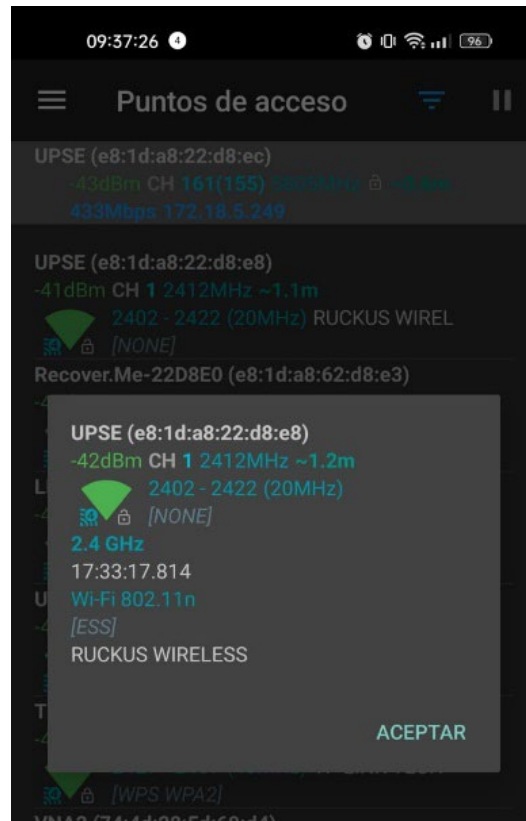 09:37:26 4 96
Puntos de acceso
UPSE (e8:1d:a8:22:d8:ec)
-43dBm CH 161(155)
433Mbps 172.18.5.249
UPSE (e8:1d:a8:22:d8:e8)
-41dBm CH 1 2412MHz ~1.1m
2402 - 2422 (20MHz) RUCKUS WIREL
[NONE]
Recover.Me-22D8E0 (e8:1d:a8:62:d8:e3)
UPSE (e8:1d:a8:22:d8:e8)
-42dBm CH 1 2412MHz ~1.2m
2402 - 2422 (20MHz)
[NONE]
2.4 GHz
17:33:17.814
Wi-Fi 802.11n
[ESS]
RUCKUS WIRELESS
ACEPTAR
[WPS WPA2]